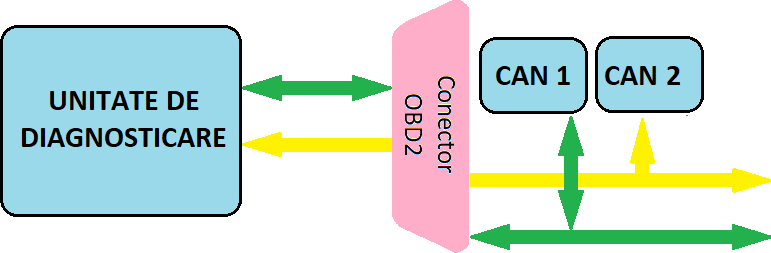 UNITATE DE
DIAGNOSTICARE
Conector
OBD2
CAN 1
CAN 2